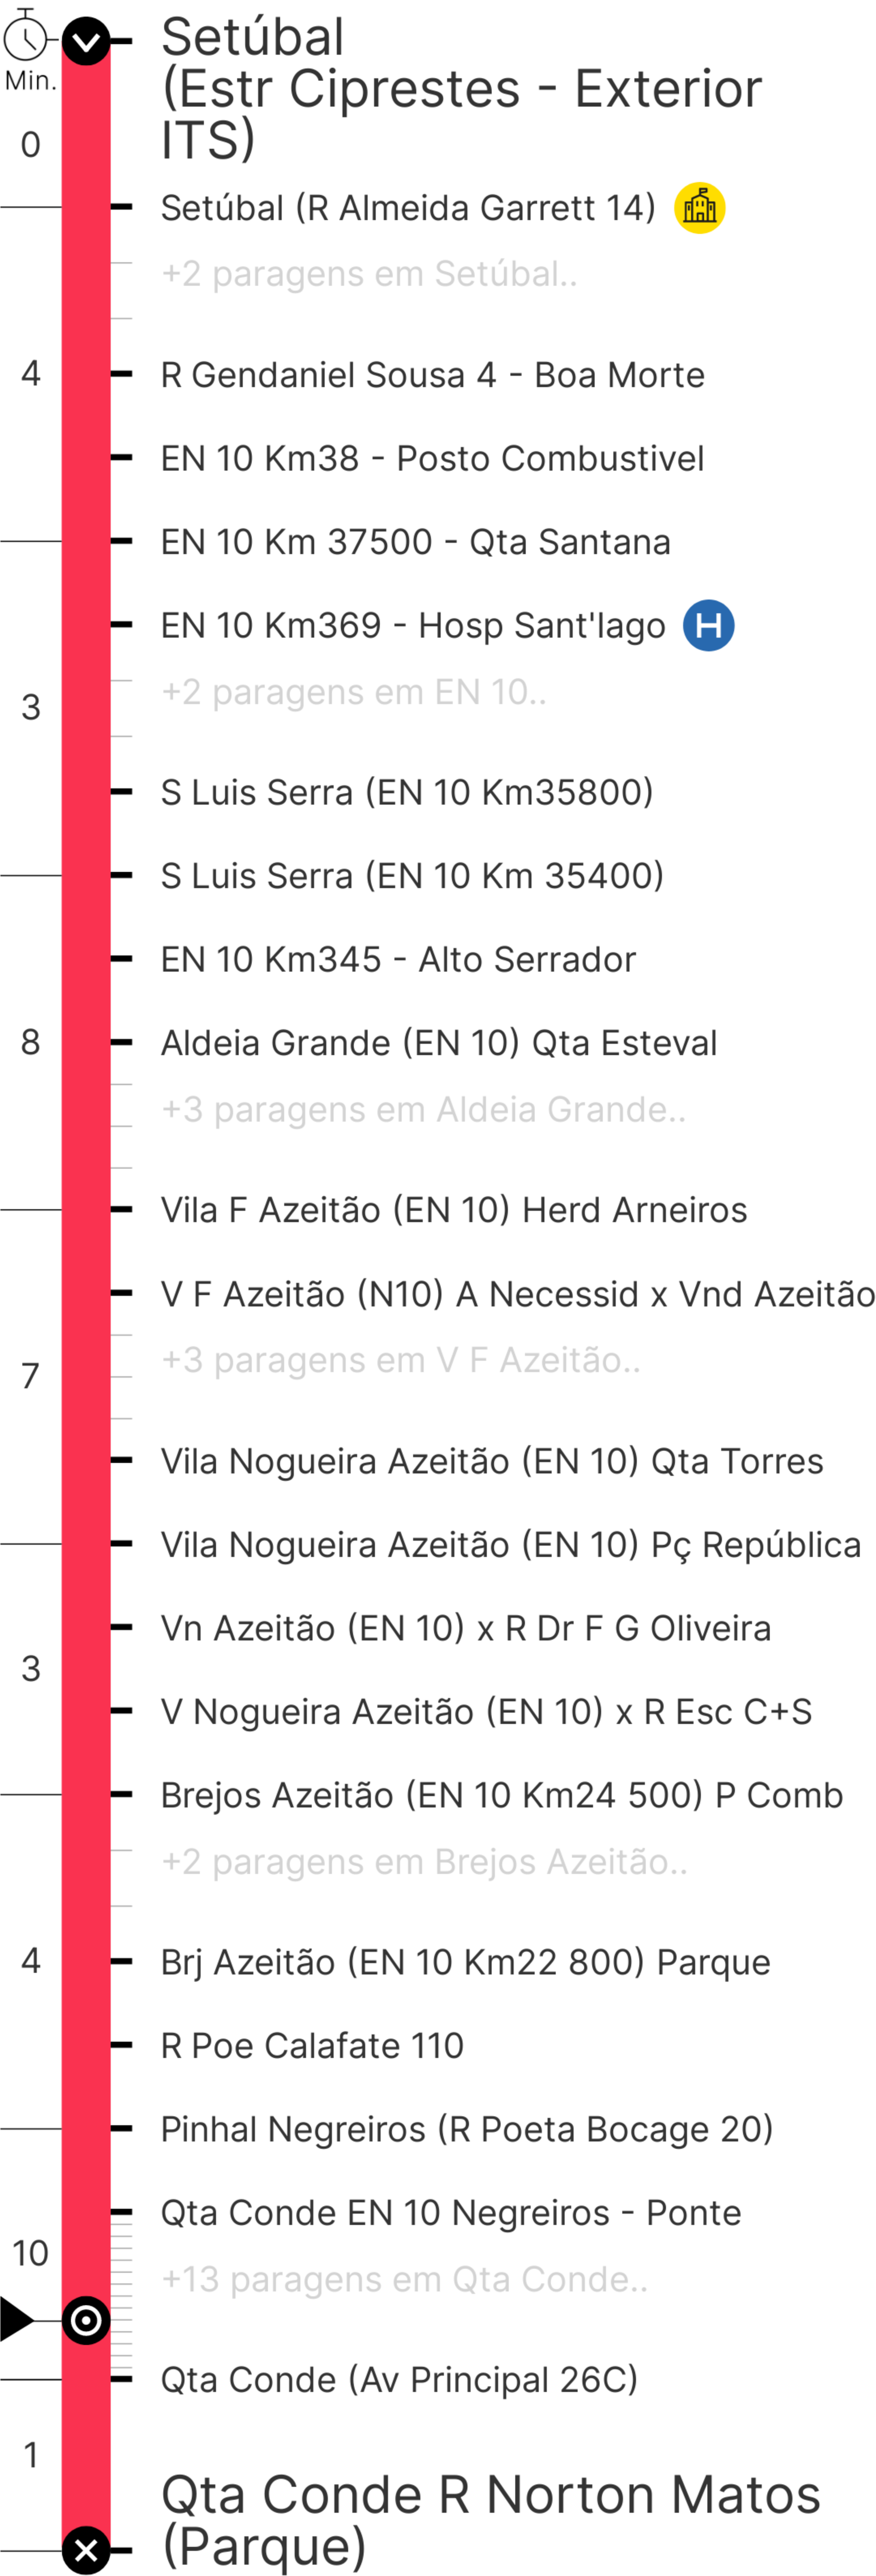 Min.
Setúbal
(Estr Ciprestes - Exterior
ITS)
0
Setúbal (R Almeida Garrett 14)
+2 paragens em Setúbal..
4
R Gendaniel Sousa 4 - Boa Morte
EN 10 Km38 - Posto Combustivel
EN 10 Km 37500 - Qta Santana
EN 10 Km369 - Hosp Sant'Iago H
+2 paragens em EN 10..
3
S Luis Serra (EN 10 Km35800)
S Luis Serra (EN 10 Km 35400)
EN 10 Km345 - Alto Serrador
8
Aldeia Grande (EN 10) Qta Esteval
+3 paragens em Aldeia Grande..
Vila F Azeitão (EN 10) Herd Arneiros
V F Azeitão (N10) A Necessid x Vnd Azeitão
+3 paragens em V F Azeitão..
7
Vila Nogueira Azeitão (EN 10) Qta Torres
Vila Nogueira Azeitão (EN 10) Pç República
Vn Azeitão (EN 10) x R Dr F G Oliveira
3
V Nogueira Azeitão (EN 10) x R Esc C+S
Brejos Azeitão (EN 10 Km24 500) P Comb
+2 paragens em Brejos Azeitão..
4
Brj Azeitão (EN 10 Km22 800) Parque
R Poe Calafate 110
Pinhal Negreiros (R Poeta Bocage 20)
Qta Conde EN 10 Negreiros - Ponte
10
+13 paragens em Qta Conde..
Qta Conde (Av Principal 26C)
1
Qta Conde R Norton Matos
(Parque)